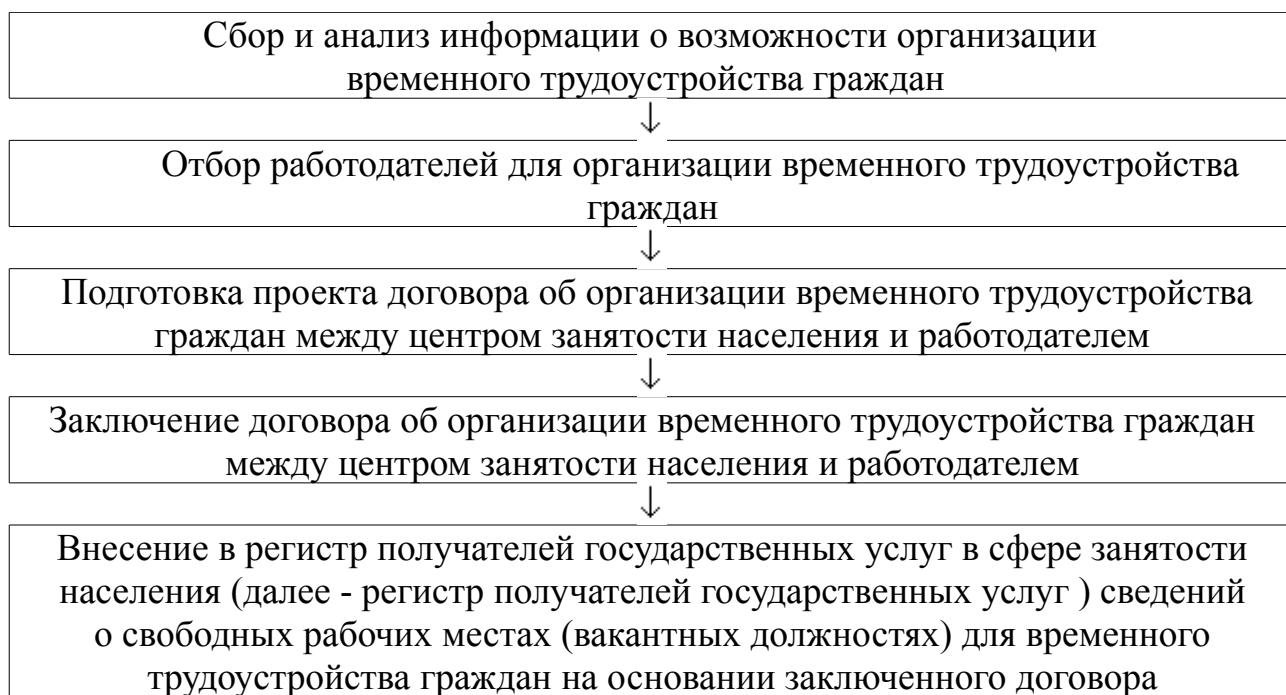 Сбор и анализ информации о возможности организации
временного трудоустройства граждан
Отбор работодателей для организации временного трудоустройства
граждан
Подготовка проекта договора об организации временного трудоустройства
граждан между центром занятости населения и работодателем
Заключение договора об организации временного трудоустройства граждан
между центром занятости населения и работодателем
Внесение в регистр получателей государственных услуг в сфере занятости
населения (далее - регистр получателей государственных услуг ) сведений
о свободных рабочих местах (вакантных должностях) для временного
трудоустройства граждан на основании заключенного договора